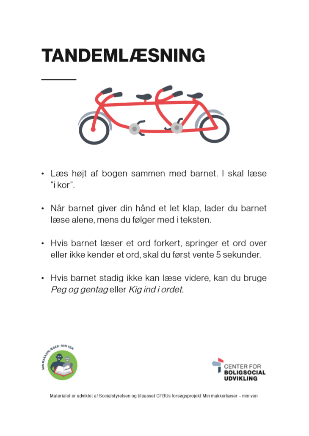 TANDEMLÆSNING
• Læs højt af bogen sammen med barnet. I skal læse
"i kor".
• Når barnet giver din hånd et let klap, lader du barnet
læse alene, mens du følger med i teksten.
• Hvis barnet læser et ord forkert, springer et ord over
eller ikke kender et ord, skal du først vente 5 sekunder.
• Hvis barnet stadig ikke kan læse videre, kan du bruge
Peg og gentag eller Kig ind i ordet.
CENTER FOR
BOLIGSOCIAL
UDVIKLING
Materialet er udviklet af Socialstyrelsen og tilpasset CFBUs forsøgsprojekt Min makkerlæser - min ven